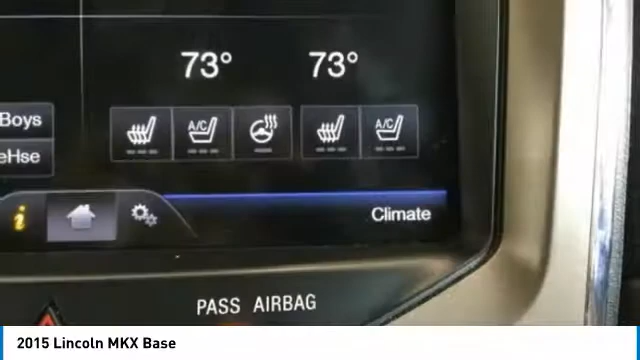 73° 73°
Boys
A/C A/C
eHse
i
Climate
PASS AIRBAG
2015 Lincoln MKX Base